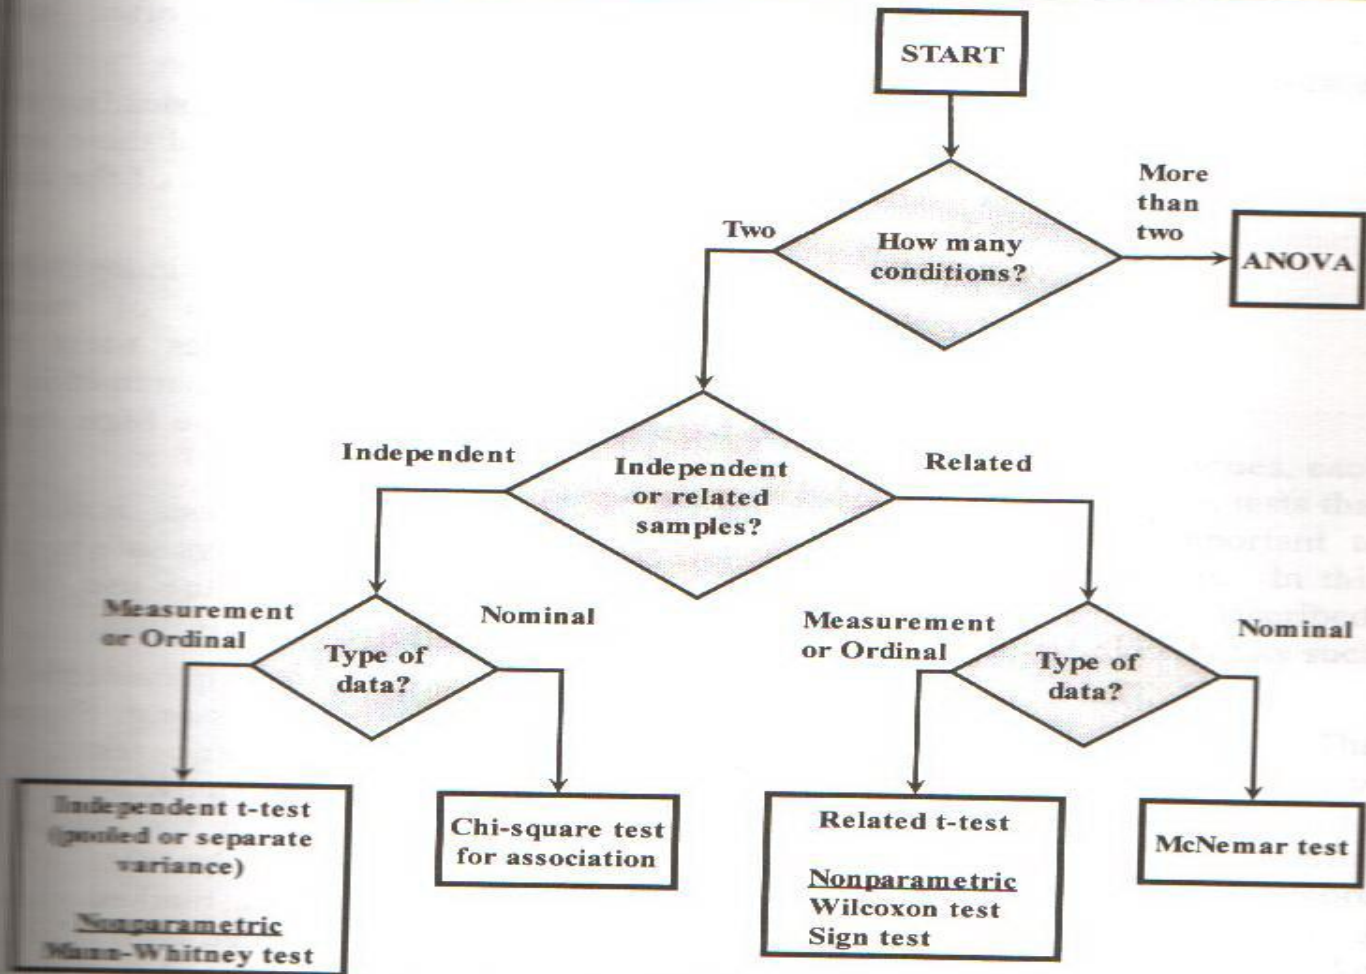 START
More
than
two
Two
How many
conditions?
ANOVA
Independent
Independent
or related
samples?
Related
Measurement
or Ordinal
Type of
data?
Nominal
Measurement
or Ordinal
Type of
data?
Nominal
Independent t-test
(pooled or separate
variance)
Nonparametric
Mann-Whitney test
Chi-square test
for association
Related t-test
Nonparametric
Wilcoxon test
Sign test
McNemar test